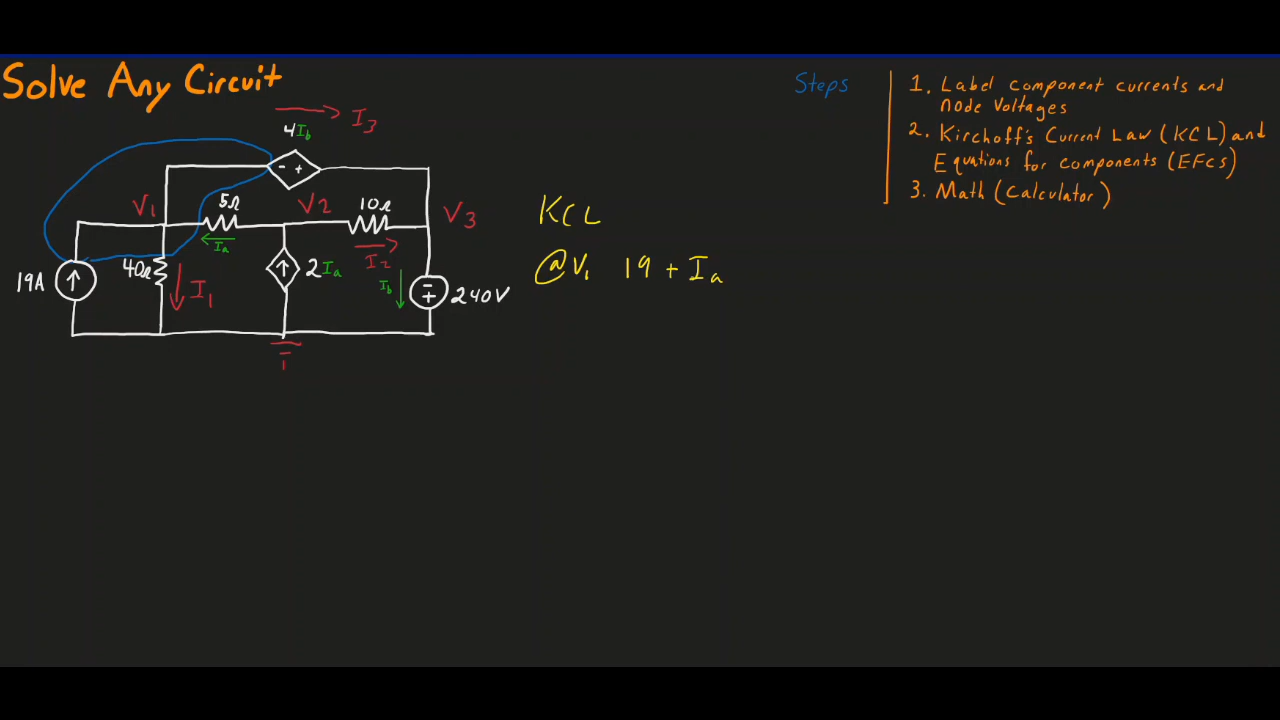 Solve Any Circuit
Steps
1. Label component currents and
node Voltages
2. Kirchoff's Current Law (KCL) and
Equations for components (EFCs)
3. Math (Calculator)
I3
4Ib
- +
V1
5Ω
V2
10Ω
V3
Ia
I2
19A
40Ω
I1
2Ia
Ib
- +
240V
KCL
@V1 19 + Ia